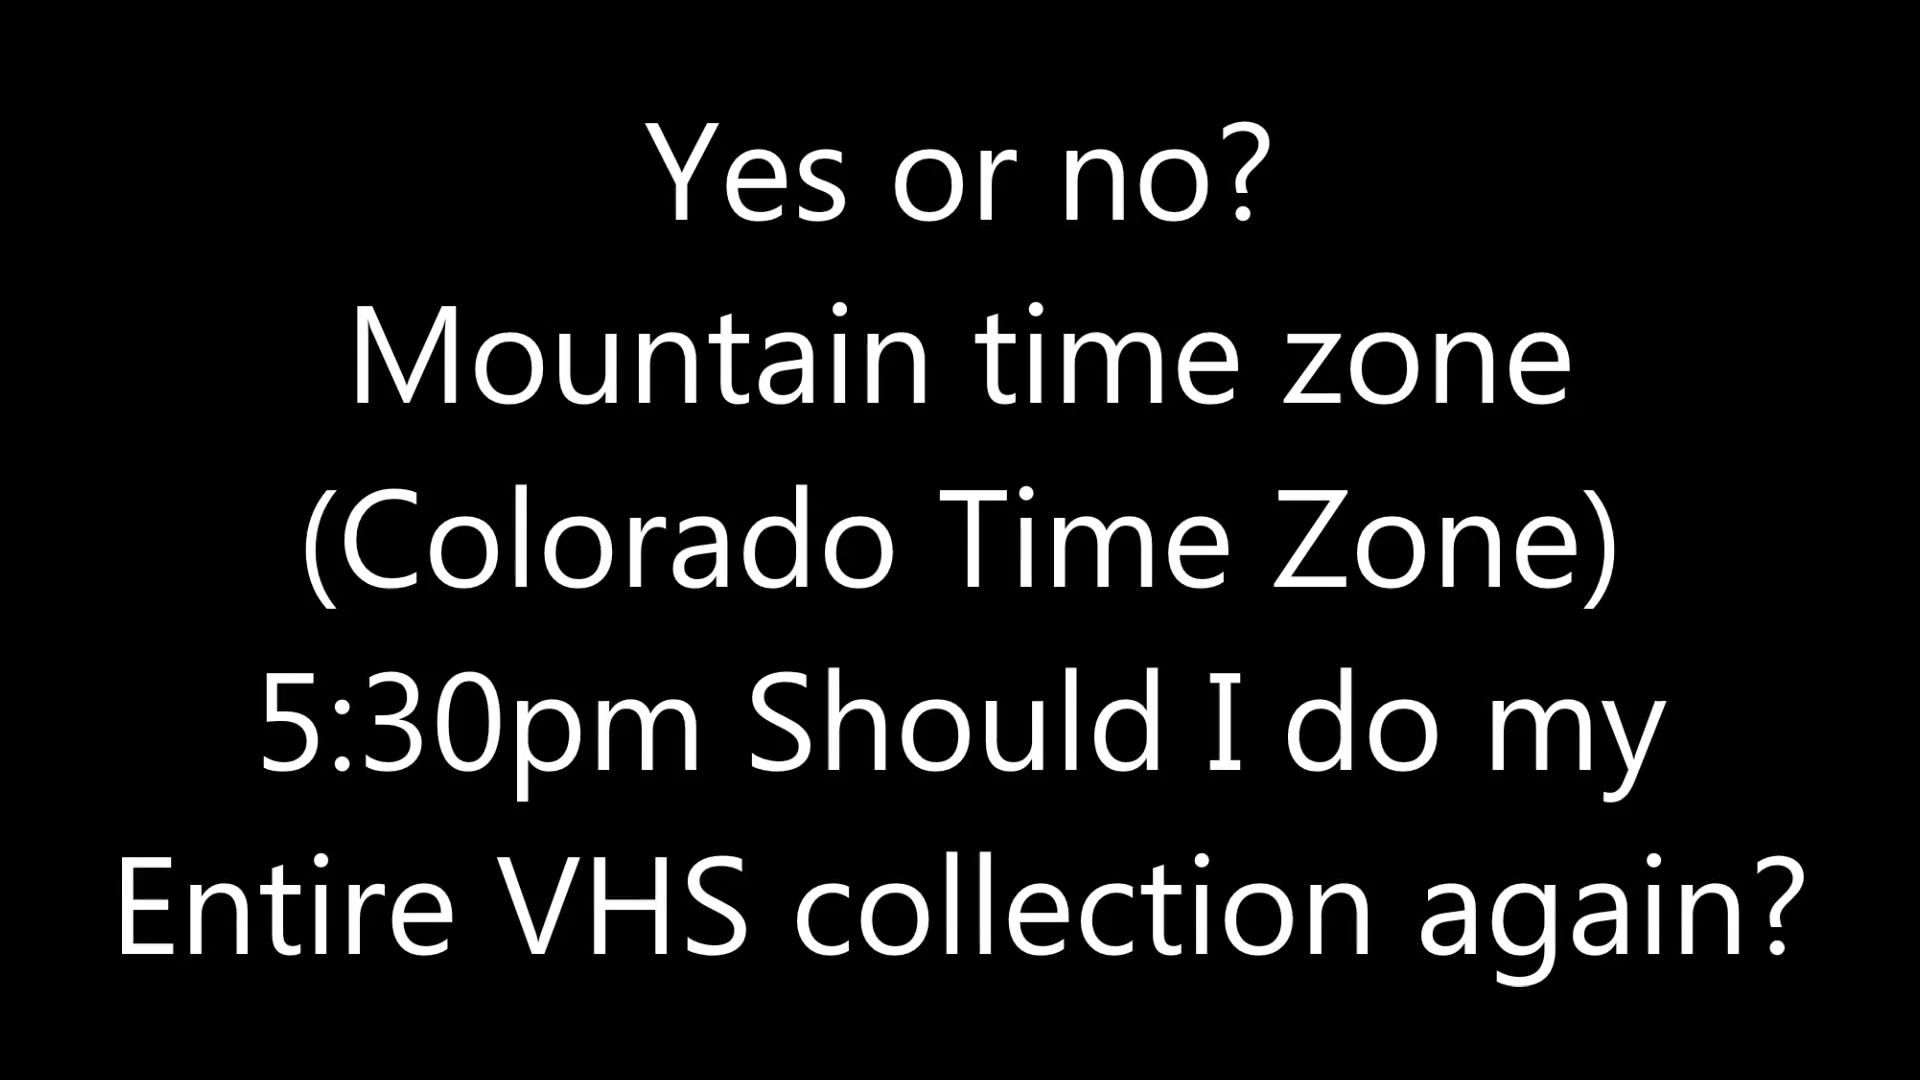 Yes or no?
Mountain time zone
(Colorado Time Zone)
5:30pm Should I do my
Entire VHS collection again?